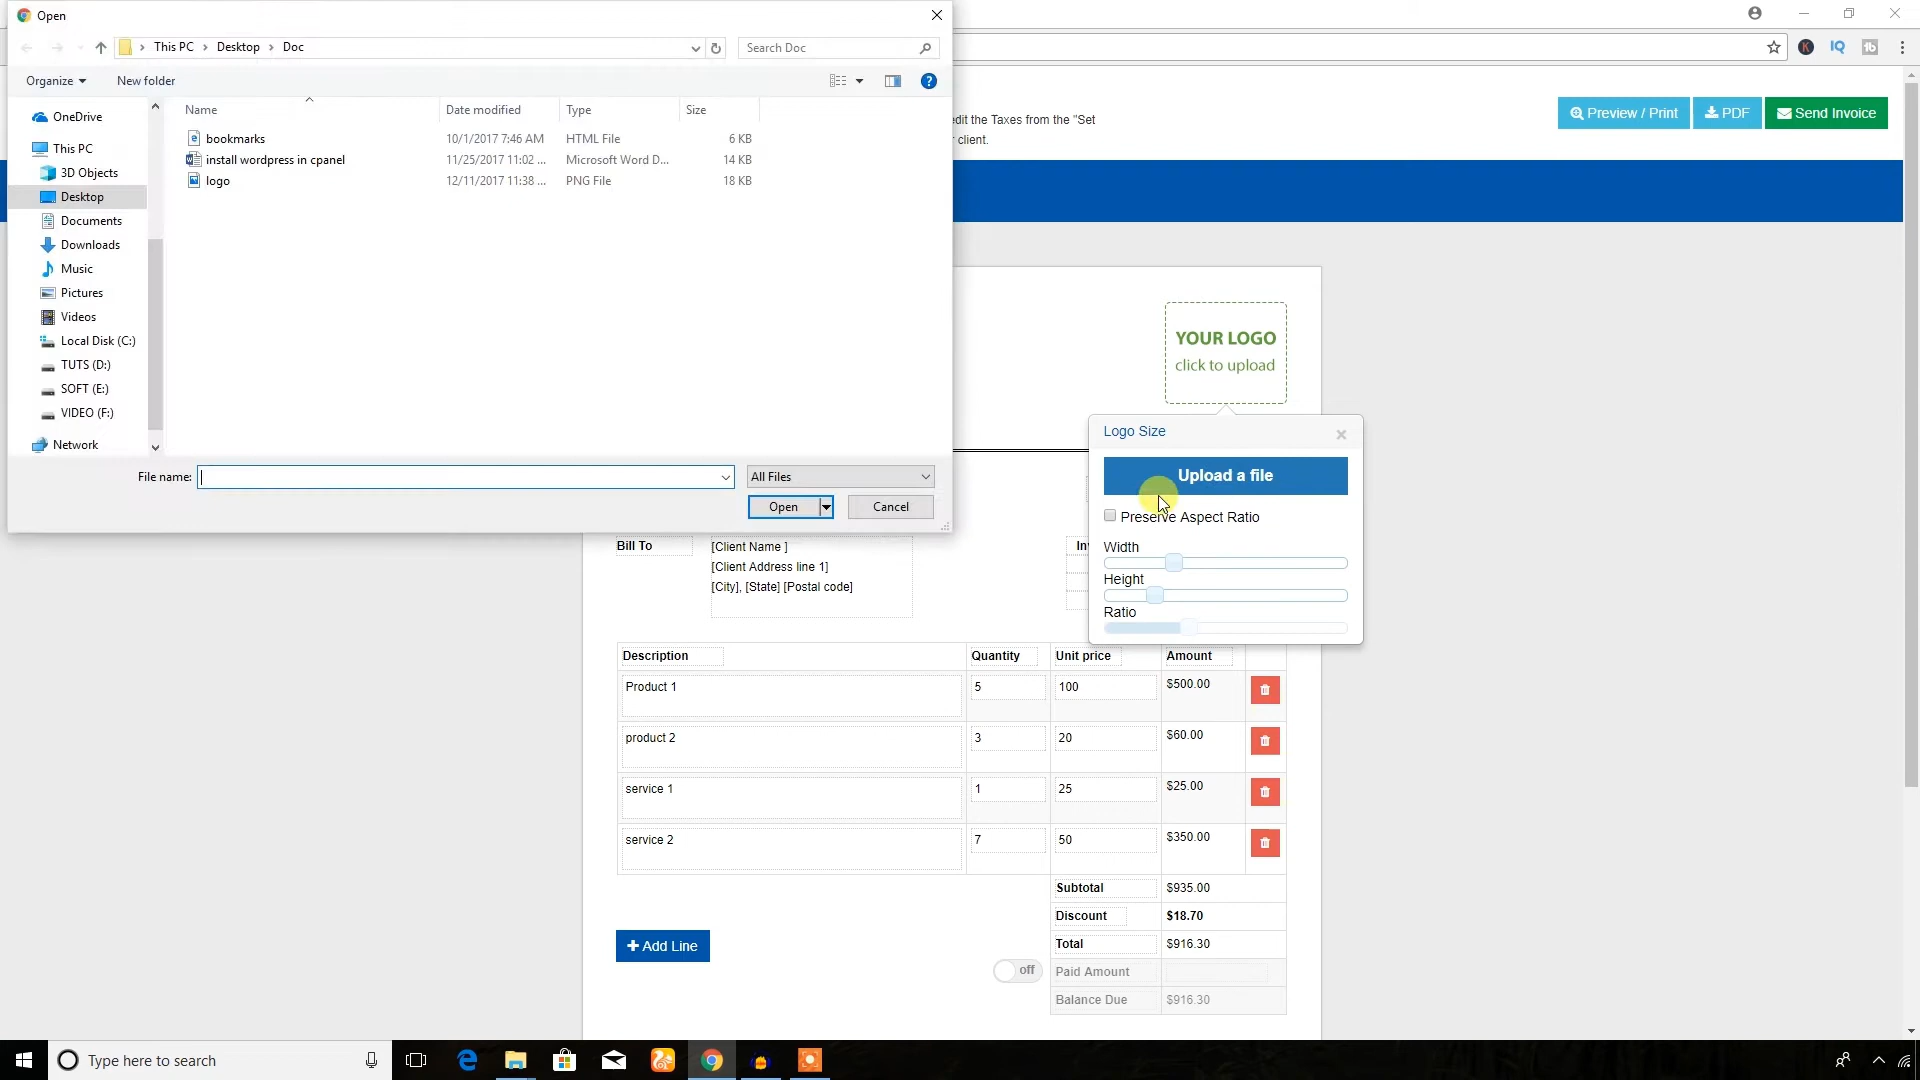 Open
This PC
Desktop
Doc
Search Doc
Organize
New folder
OneDrive
This PC
3D Objects
Desktop
Documents
Downloads
Music
Pictures
Videos
Local Disk (C:)
TUTS (D:)
SOFT (E:)
VIDEO (F:)
Network
Name Date modified Type Size
bookmarks 10/1/2017 7:46 AM HTML File 6 KB
install wordpress in cpanel 11/25/2017 11:02 ... Microsoft Word D... 14 KB
logo 12/11/2017 11:38 ... PNG File 18 KB
File name:
All Files
Open
Cancel
IQ
edit the Taxes from the "Set
client.
Preview / Print
PDF
Send Invoice
YOUR LOGO
click to upload
Logo Size
Upload a file
Preserve Aspect Ratio
Width
Height
Ratio
Bill To
[Client Name ]
[Client Address line 1]
[City], [State] [Postal code]
Description Quantity Unit price Amount
Product 1 5 100 $500.00
product 2 3 20 $60.00
service 1 1 25 $25.00
service 2 7 50 $350.00
Subtotal $935.00
Discount $18.70
Total $916.30
off
Paid Amount
Balance Due $916.30
Add Line
Type here to search